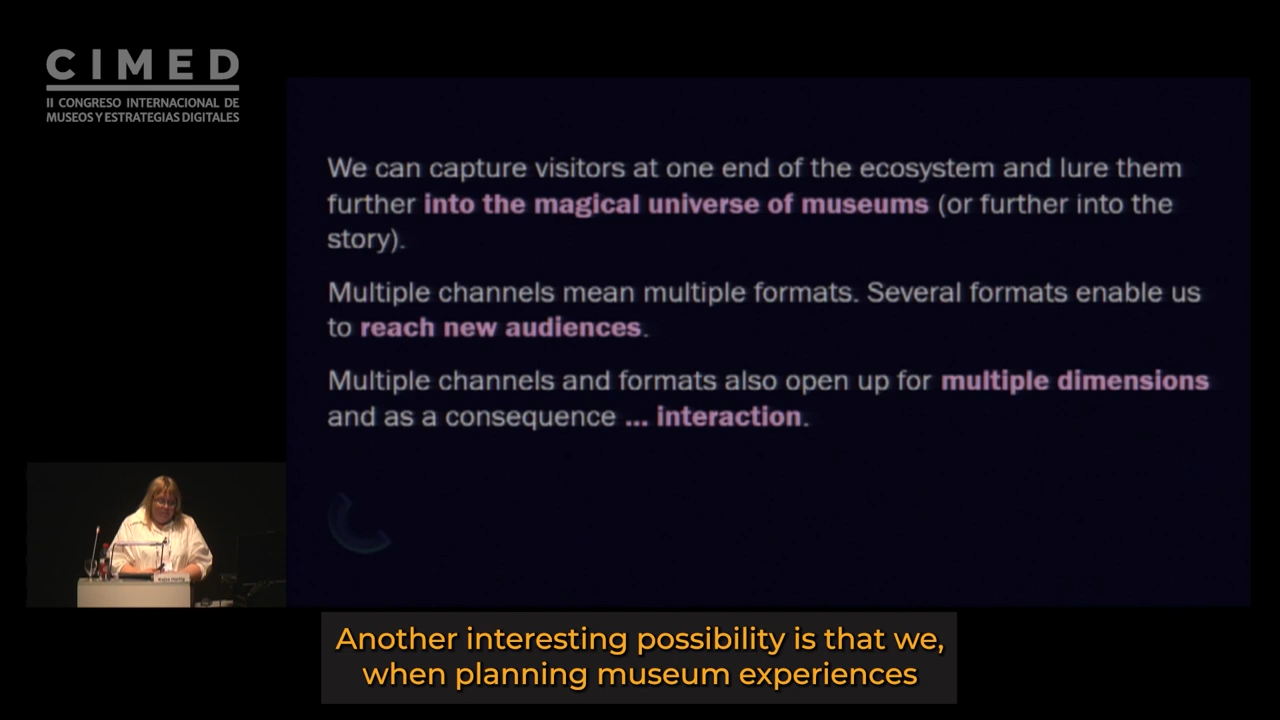 CIMED
II CONGRESO INTERNACIONAL DE
MUSEOS Y ESTRATEGIAS DIGITALES
We can capture visitors at one end of the ecosystem and lure them
further into the magical universe of museums (or further into the
story).
Multiple channels mean multiple formats. Several formats enable us
to reach new audiences.
Multiple channels and formats also open up for multiple dimensions
and as a consequence ... interaction.
Another interesting possibility is that we,
when planning museum experiences